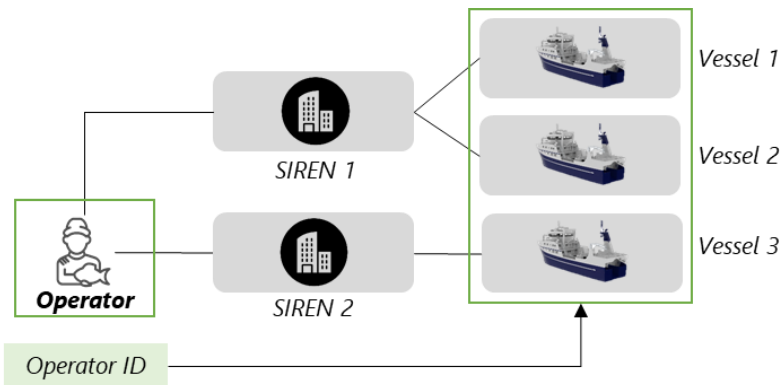 Vessel 1
SIREN 1
Vessel 2
Operator
SIREN 2
Vessel 3
Operator ID